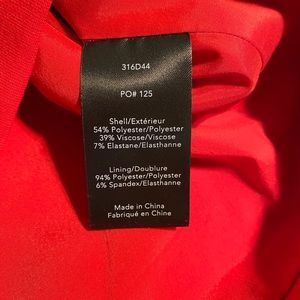 316D44
PO# 125
Shell/Extérieur
54% Polyester/Polyester
39% Viscose/Viscose
7% Elastane/Elasthanne
Lining/Doublure
94% Polyester/Polyester
6% Spandex/Elasthanne
Made in China
Fabriqué en Chine